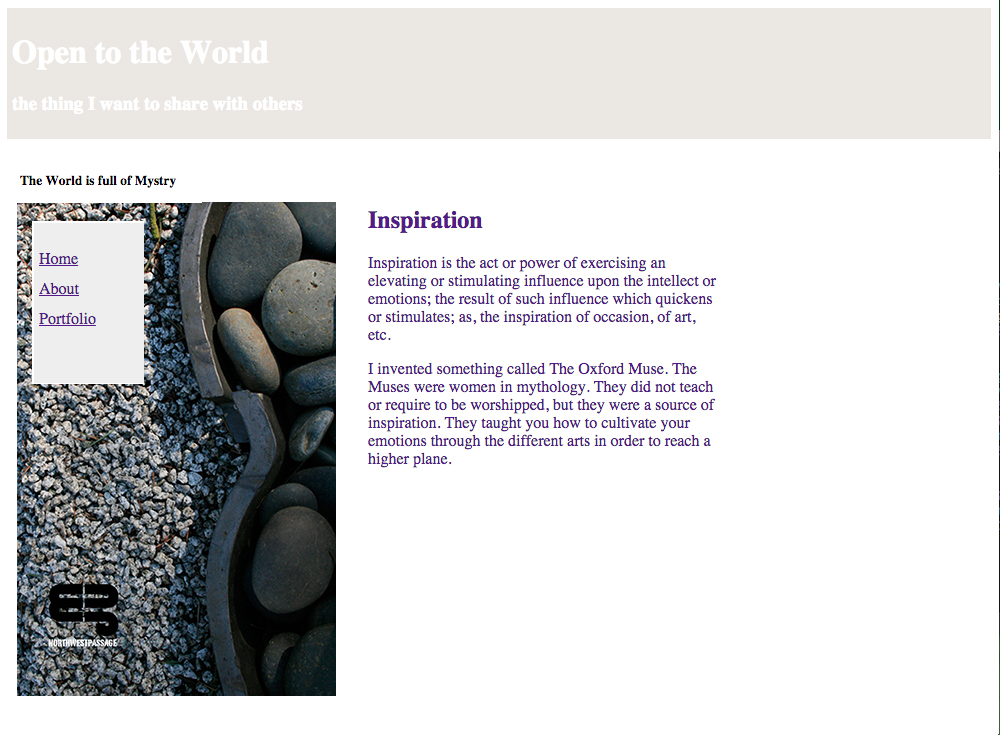 Open to the World
the thing I want to share with others
The World is full of Mystry
Home
About
Portfolio
NORTHWESTPASSAGE
Inspiration
Inspiration is the act or power of exercising an
elevating or stimulating influence upon the intellect or
emotions; the result of such influence which quickens
or stimulates; as, the inspiration of occasion, of art,
etc.
I invented something called The Oxford Muse. The
Muses were women in mythology. They did not teach
or require to be worshipped, but they were a source of
inspiration. They taught you how to cultivate your
emotions through the different arts in order to reach a
higher plane.